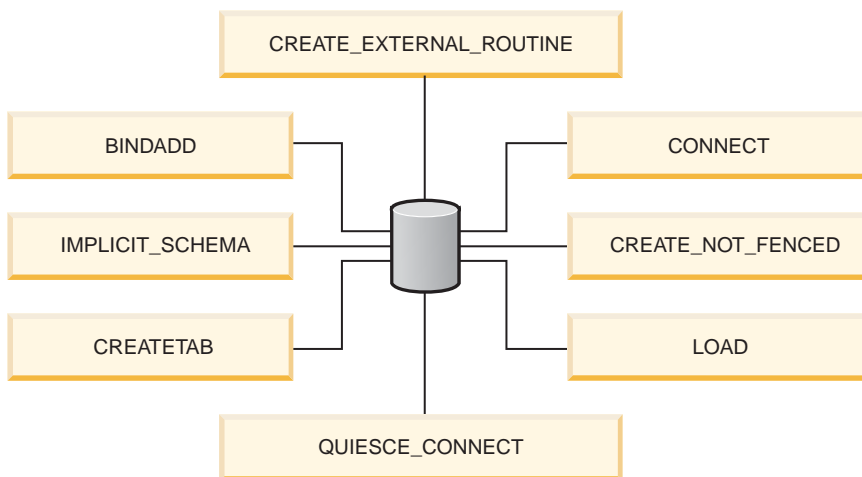 CREATE_EXTERNAL_ROUTINE
BINDADD
CONNECT
IMPLICIT_SCHEMA
CREATE_NOT_FENCED
CREATETAB
LOAD
QUIESCE_CONNECT